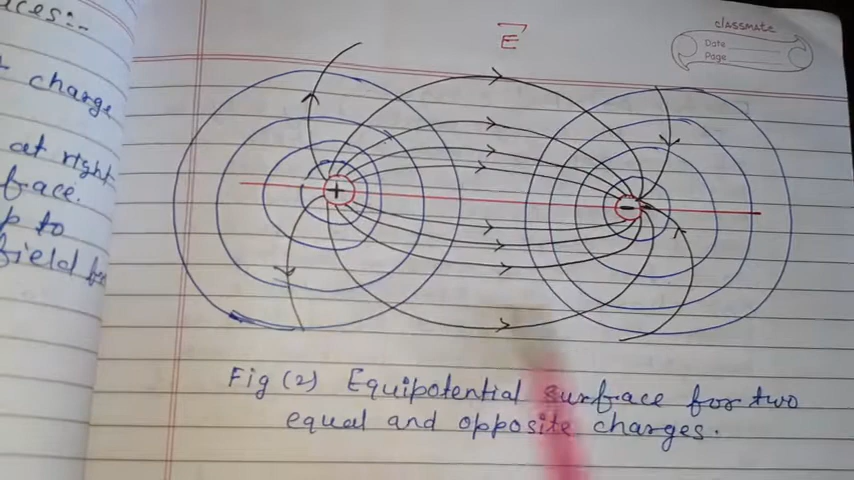 classmate
Date
Page
E
aces:-
charge
at right
face.
p to
field
+
-
Fig (2) Equipotential surface for two
equal and opposite charges.